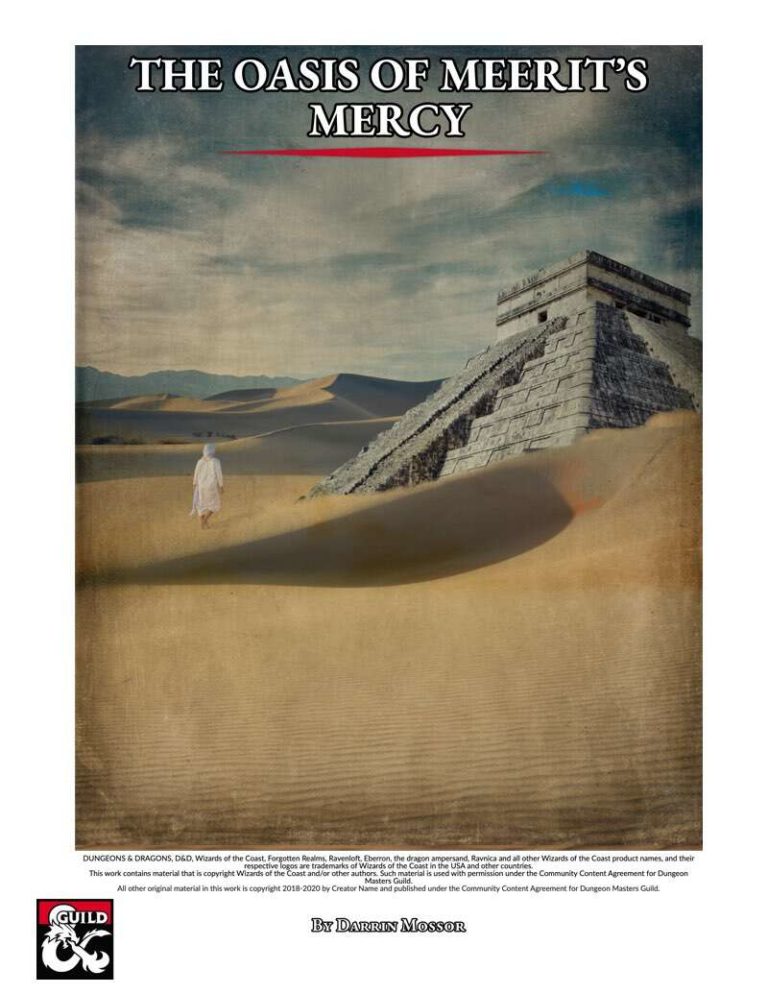 THE OASIS OF MEERIT'S
MERCY
DUNGEONS & DRAGONS, D&D, Wizards of the Coast, Forgotten Realms, Ravenloft, Eberron, the dragon ampersand, Ravnica and all other Wizards of the Coast product names, and their
respective logos are trademarks of Wizards of the Coast in the USA and other countries.
This work contains material that is copyright Wizards of the Coast and/or other authors. Such material is used with permission under the Community Content Agreement for Dungeon
Masters Guild.
All other original material in this work is copyright 2018-2020 by Creator Name and published under the Community Content Agreement for Dungeon Masters Guild.
GUILD
By Darrin Mossor